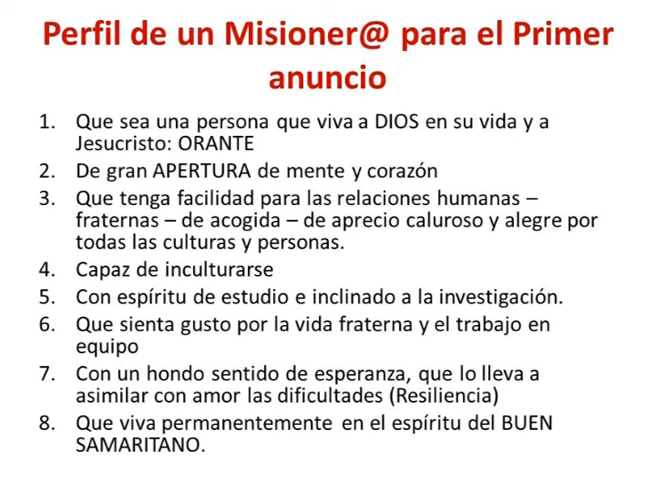 Perfil de un Misioner@ para el Primer
anuncio
1. Que sea una persona que viva a DIOS en su vida y a
Jesucristo: ORANTE
2. De gran APERTURA de mente y corazón
3. Que tenga facilidad para las relaciones humanas –
fraternas – de acogida – de aprecio caluroso y alegre por
todas las culturas y personas.
4. Capaz de inculturarse
5. Con espíritu de estudio e inclinado a la investigación.
6. Que sienta gusto por la vida fraterna y el trabajo en
equipo
7. Con un hondo sentido de esperanza, que lo lleva a
asimilar con amor las dificultades (Resiliencia)
8. Que viva permanentemente en el espíritu del BUEN
SAMARITANO.